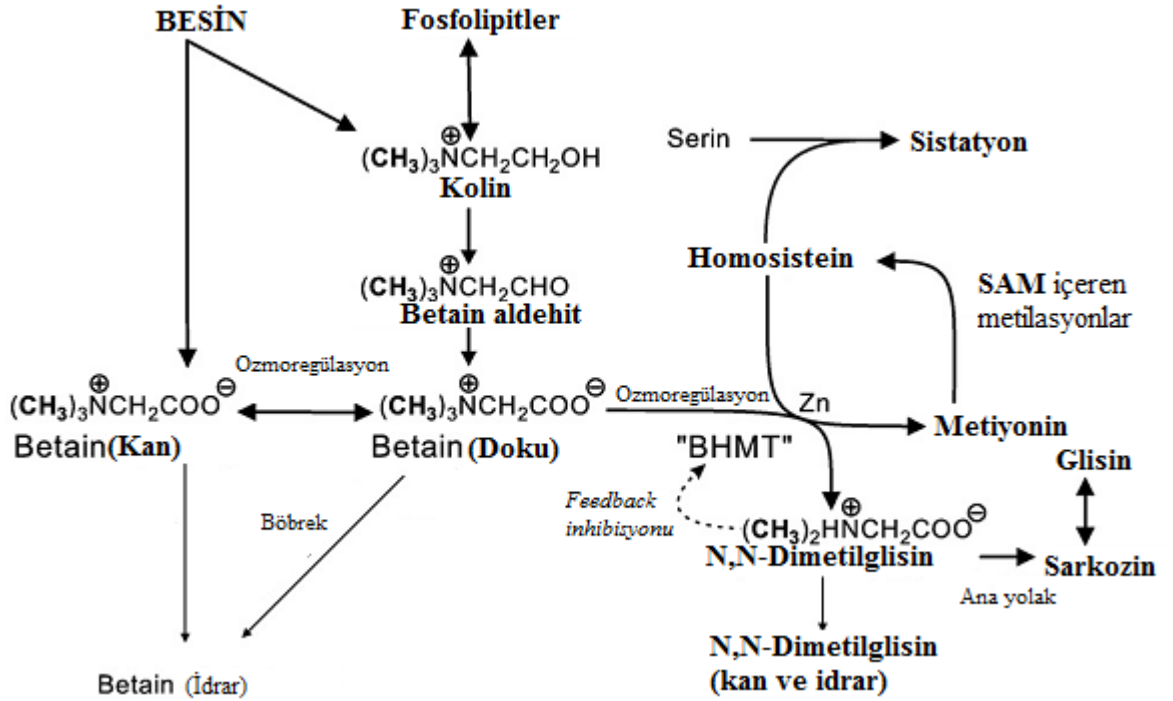 BESİN
Fosfolipitler
(CH₃)₃N⊕CH₂CH₂OH
Kolin
Serin
Sistatyon
(CH₃)₃N⊕CH₂CHO
Betain aldehit
Homosistein
SAM içeren
metilasyonlar
Ozmoregülasyon
(CH₃)₃N⊕CH₂COO⊖
Betain(Kan)
(CH₃)₃N⊕CH₂COO⊖
Betain (Doku)
Ozmoregülasyon
Zn
"BHMT"
Metiyonin
Glisin
Böbrek
Feedback
inhibisyonu
(CH₃)₂HN⊕CH₂COO⊖
N,N-Dimetilglisin
Sarkozin
Ana yolak
N,N-Dimetilglisin
(kan ve idrar)
Betain (İdrar)